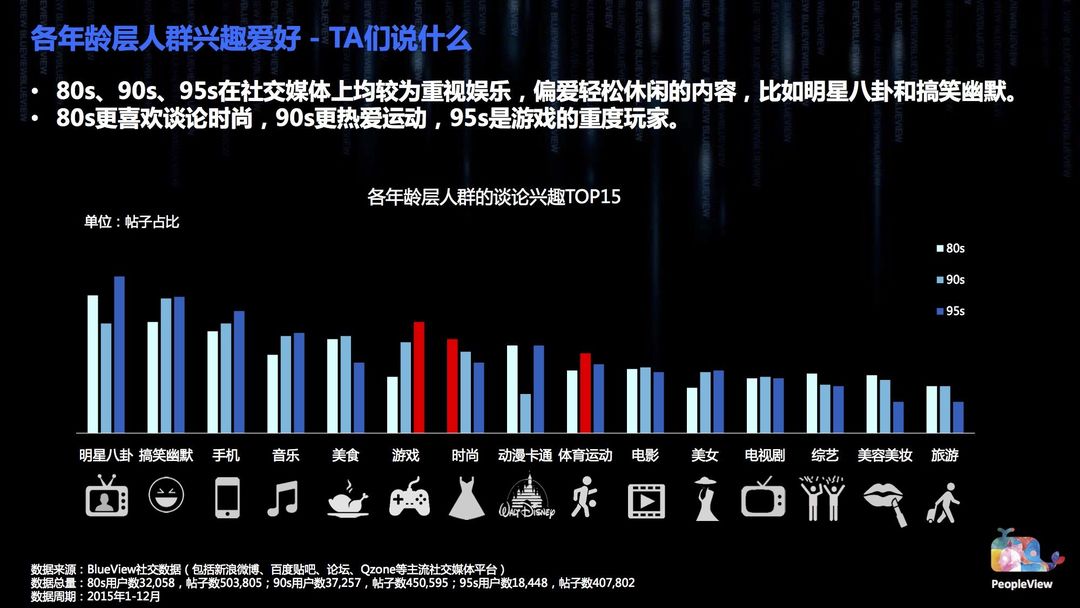 各年龄层人群兴趣爱好 - TA们说什么
• 80s、90s、95s在社交媒体上均较为重视娱乐，偏爱轻松休闲的内容，比如明星八卦和搞笑幽默。
• 80s更喜欢谈论时尚，90s更热爱运动，95s是游戏的重度玩家。
各年龄层人群的谈论兴趣TOP15
单位：帖子占比
80s
90s
95s
明星八卦 搞笑幽默 手机 音乐 美食 游戏 时尚 动漫卡通 体育运动 电影 美女 电视剧 综艺 美容美妆 旅游
WALT DISNEY
数据来源：BlueView社交数据（包括新浪微博、百度贴吧、论坛、Qzone等主流社交媒体平台）
数据总量：80s用户数32,058，帖子数503,805；90s用户数37,257，帖子数450,595；95s用户数18,448，帖子数407,802
数据周期：2015年1-12月
PeopleView